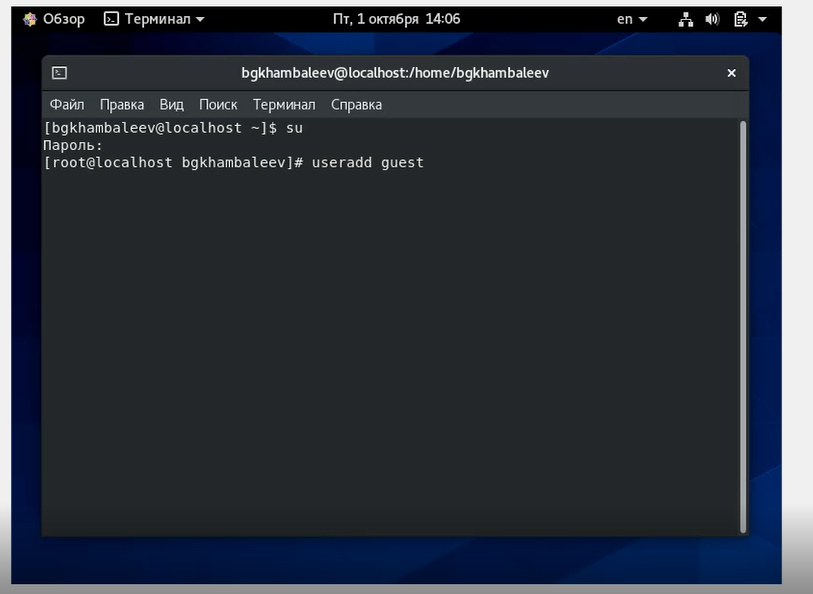 Обзор Терминал Пт, 1 октября 14:06 en
bgkhambaleev@localhost:/home/bgkhambaleev
Файл Правка Вид Поиск Терминал Справка
[bgkhambaleev@localhost ~]$ su
Пароль:
[root@localhost bgkhambaleev]# useradd guest